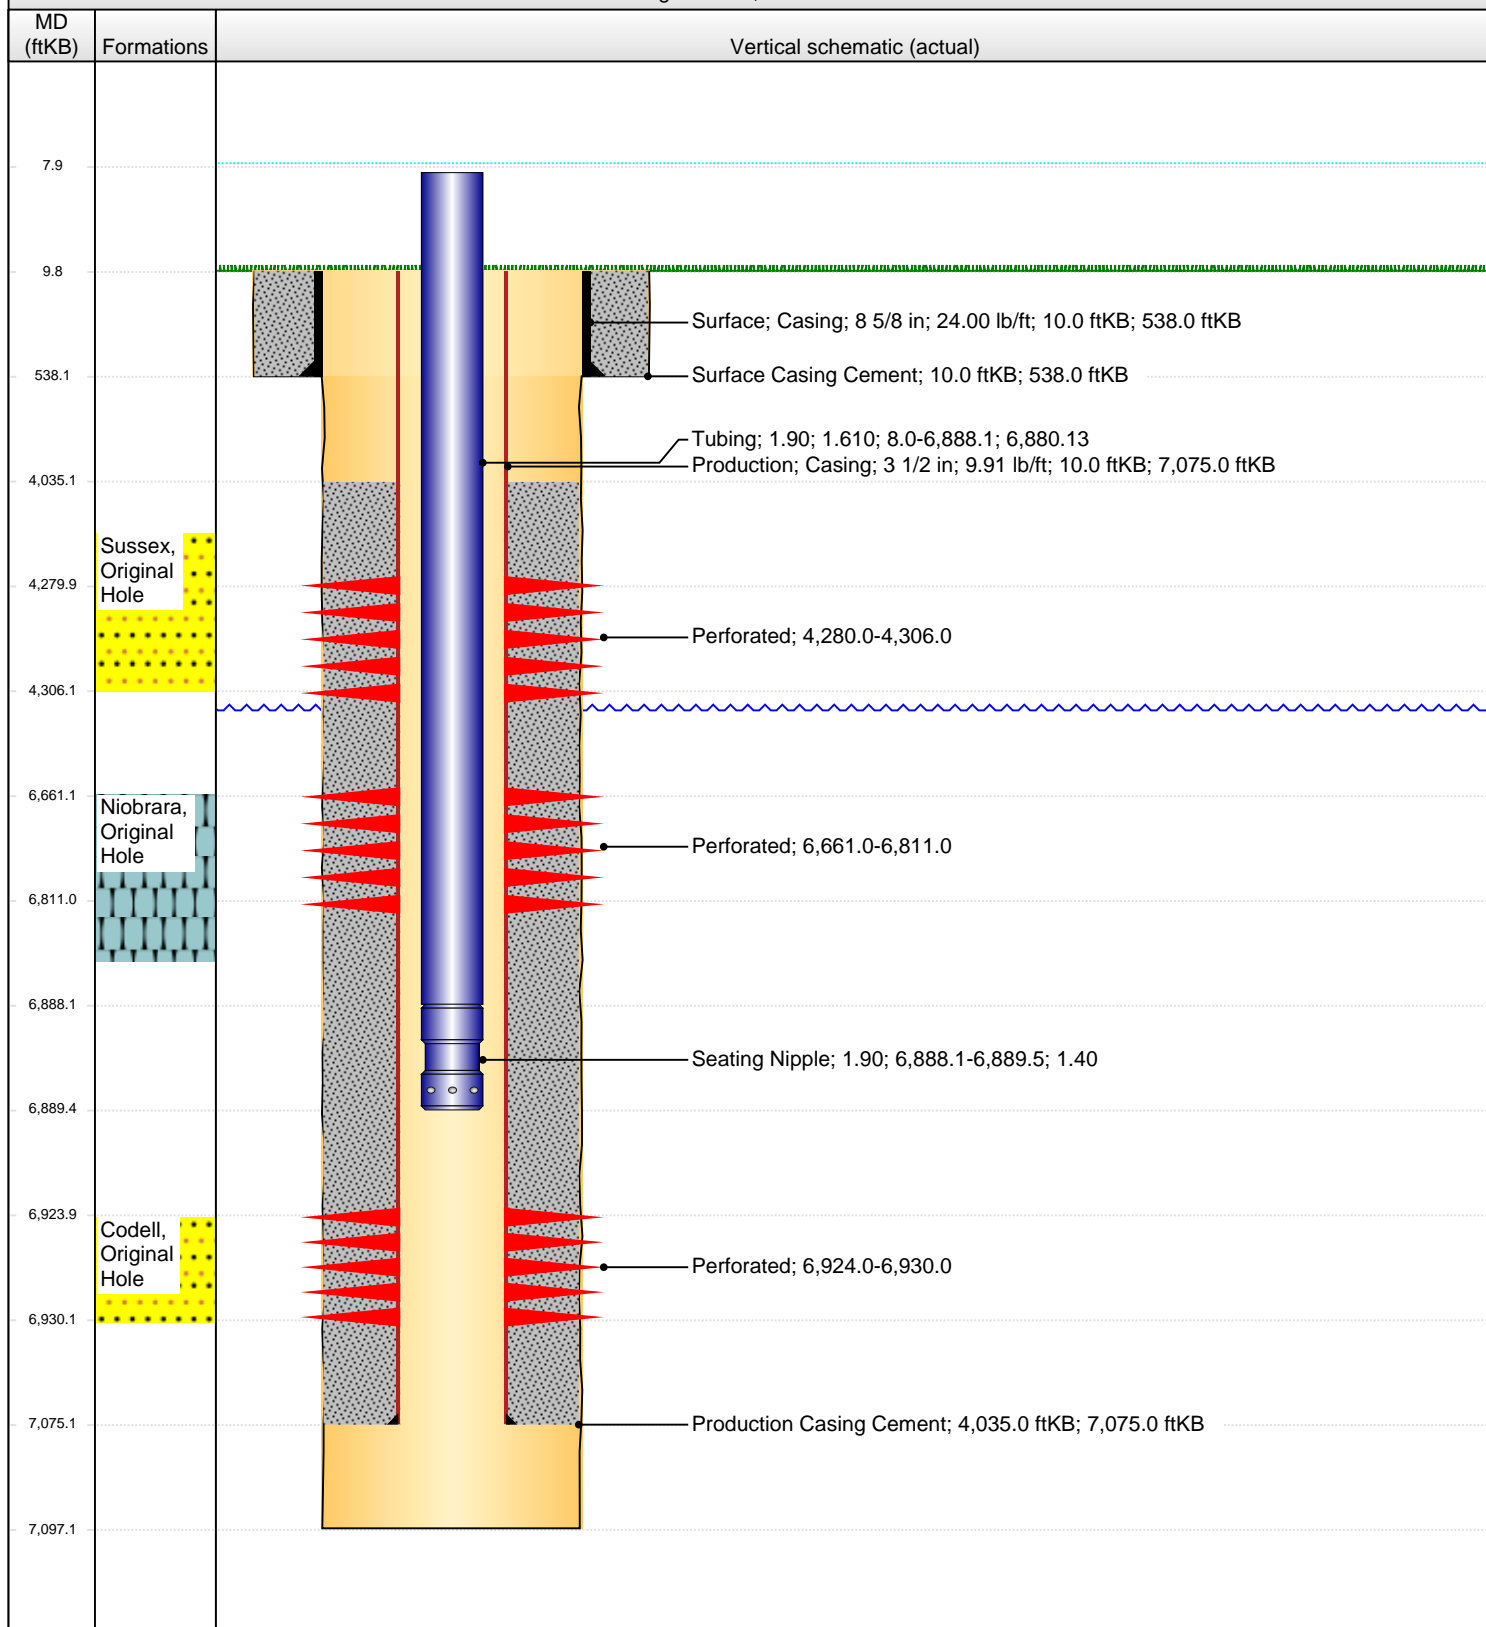 MD
(ftKB)
Formations
Vertical schematic (actual)
7.9
9.8
Surface; Casing; 8 5/8 in; 24.00 lb/ft; 10.0 ftKB; 538.0 ftKB
538.1
Surface Casing Cement; 10.0 ftKB; 538.0 ftKB
Tubing; 1.90; 1.610; 8.0-6,888.1; 6,880.13
Production; Casing; 3 1/2 in; 9.91 lb/ft; 10.0 ftKB; 7,075.0 ftKB
4,035.1
Sussex,
Original
Hole
4,279.9
Perforated; 4,280.0-4,306.0
4,306.1
6,661.1
Niobrara,
Original
Hole
Perforated; 6,661.0-6,811.0
6,811.0
6,888.1
Seating Nipple; 1.90; 6,888.1-6,889.5; 1.40
6,889.4
6,923.9
Codell,
Original
Hole
Perforated; 6,924.0-6,930.0
6,930.1
7,075.1
Production Casing Cement; 4,035.0 ftKB; 7,075.0 ftKB
7,097.1